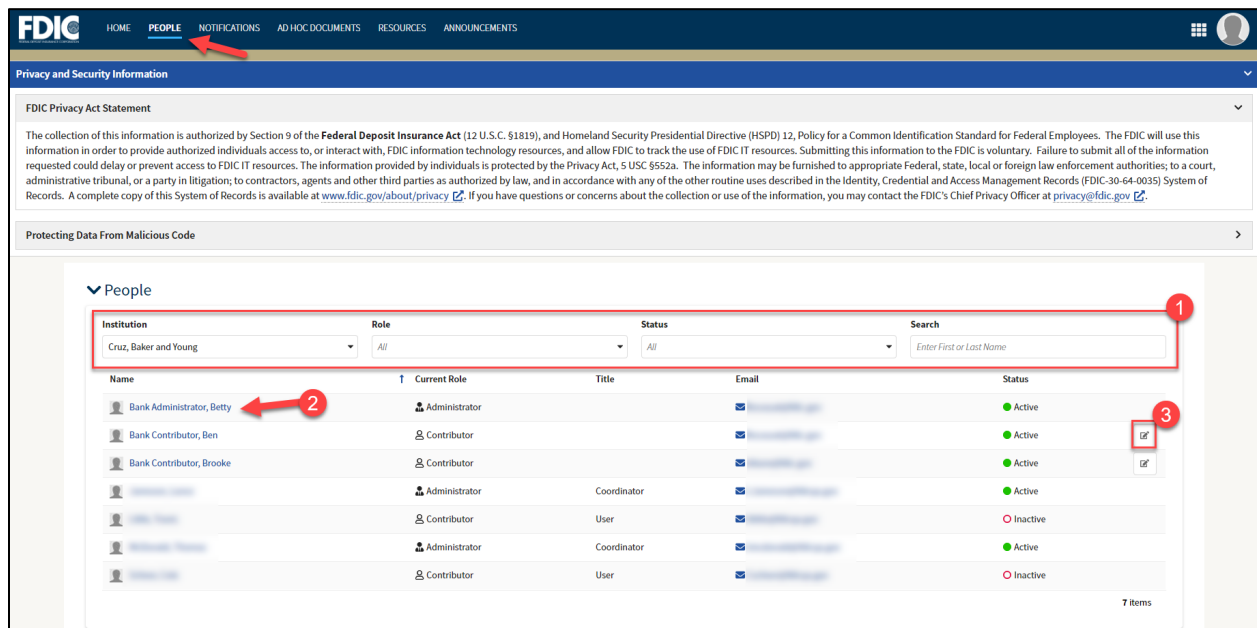 FDIC HOME PEOPLE NOTIFICATIONS AD HOC DOCUMENTS RESOURCES ANNOUNCEMENTS
Privacy and Security Information
FDIC Privacy Act Statement
The collection of this information is authorized by Section 9 of the Federal Deposit Insurance Act (12 U.S.C. §1819), and Homeland Security Presidential Directive (HSPD) 12, Policy for a Common Identification Standard for Federal Employees. The FDIC will use this
information in order to provide authorized individuals access to, or interact with, FDIC information technology resources, and allow FDIC to track the use of FDIC IT resources. Submitting this information to the FDIC is voluntary. Failure to submit all of the information
requested could delay or prevent access to FDIC IT resources. The information provided by individuals is protected by the Privacy Act, 5 USC §552a. The information may be furnished to appropriate Federal, state, local or foreign law enforcement authorities; to a court,
administrative tribunal, or a party in litigation; to contractors, agents and other third parties as authorized by law, and in accordance with any of the other routine uses described in the Identity, Credential and Access Management Records (FDIC-30-64-0035) System of
Records. A complete copy of this System of Records is available at www.fdic.gov/about/privacy. If you have questions or concerns about the collection or use of the information, you may contact the FDIC's Chief Privacy Officer at privacy@fdic.gov.
Protecting Data From Malicious Code
People
1
Institution Role Status Search
Cruz, Baker and Young All All Enter First or Last Name
Name Current Role Title Email Status
Bank Administrator, Betty 2 Administrator Active
3
Bank Contributor, Ben Contributor Active
Bank Contributor, Brooke Contributor Active
Administrator Coordinator Active
Contributor User Inactive
Administrator Coordinator Active
Contributor User Inactive
7 items